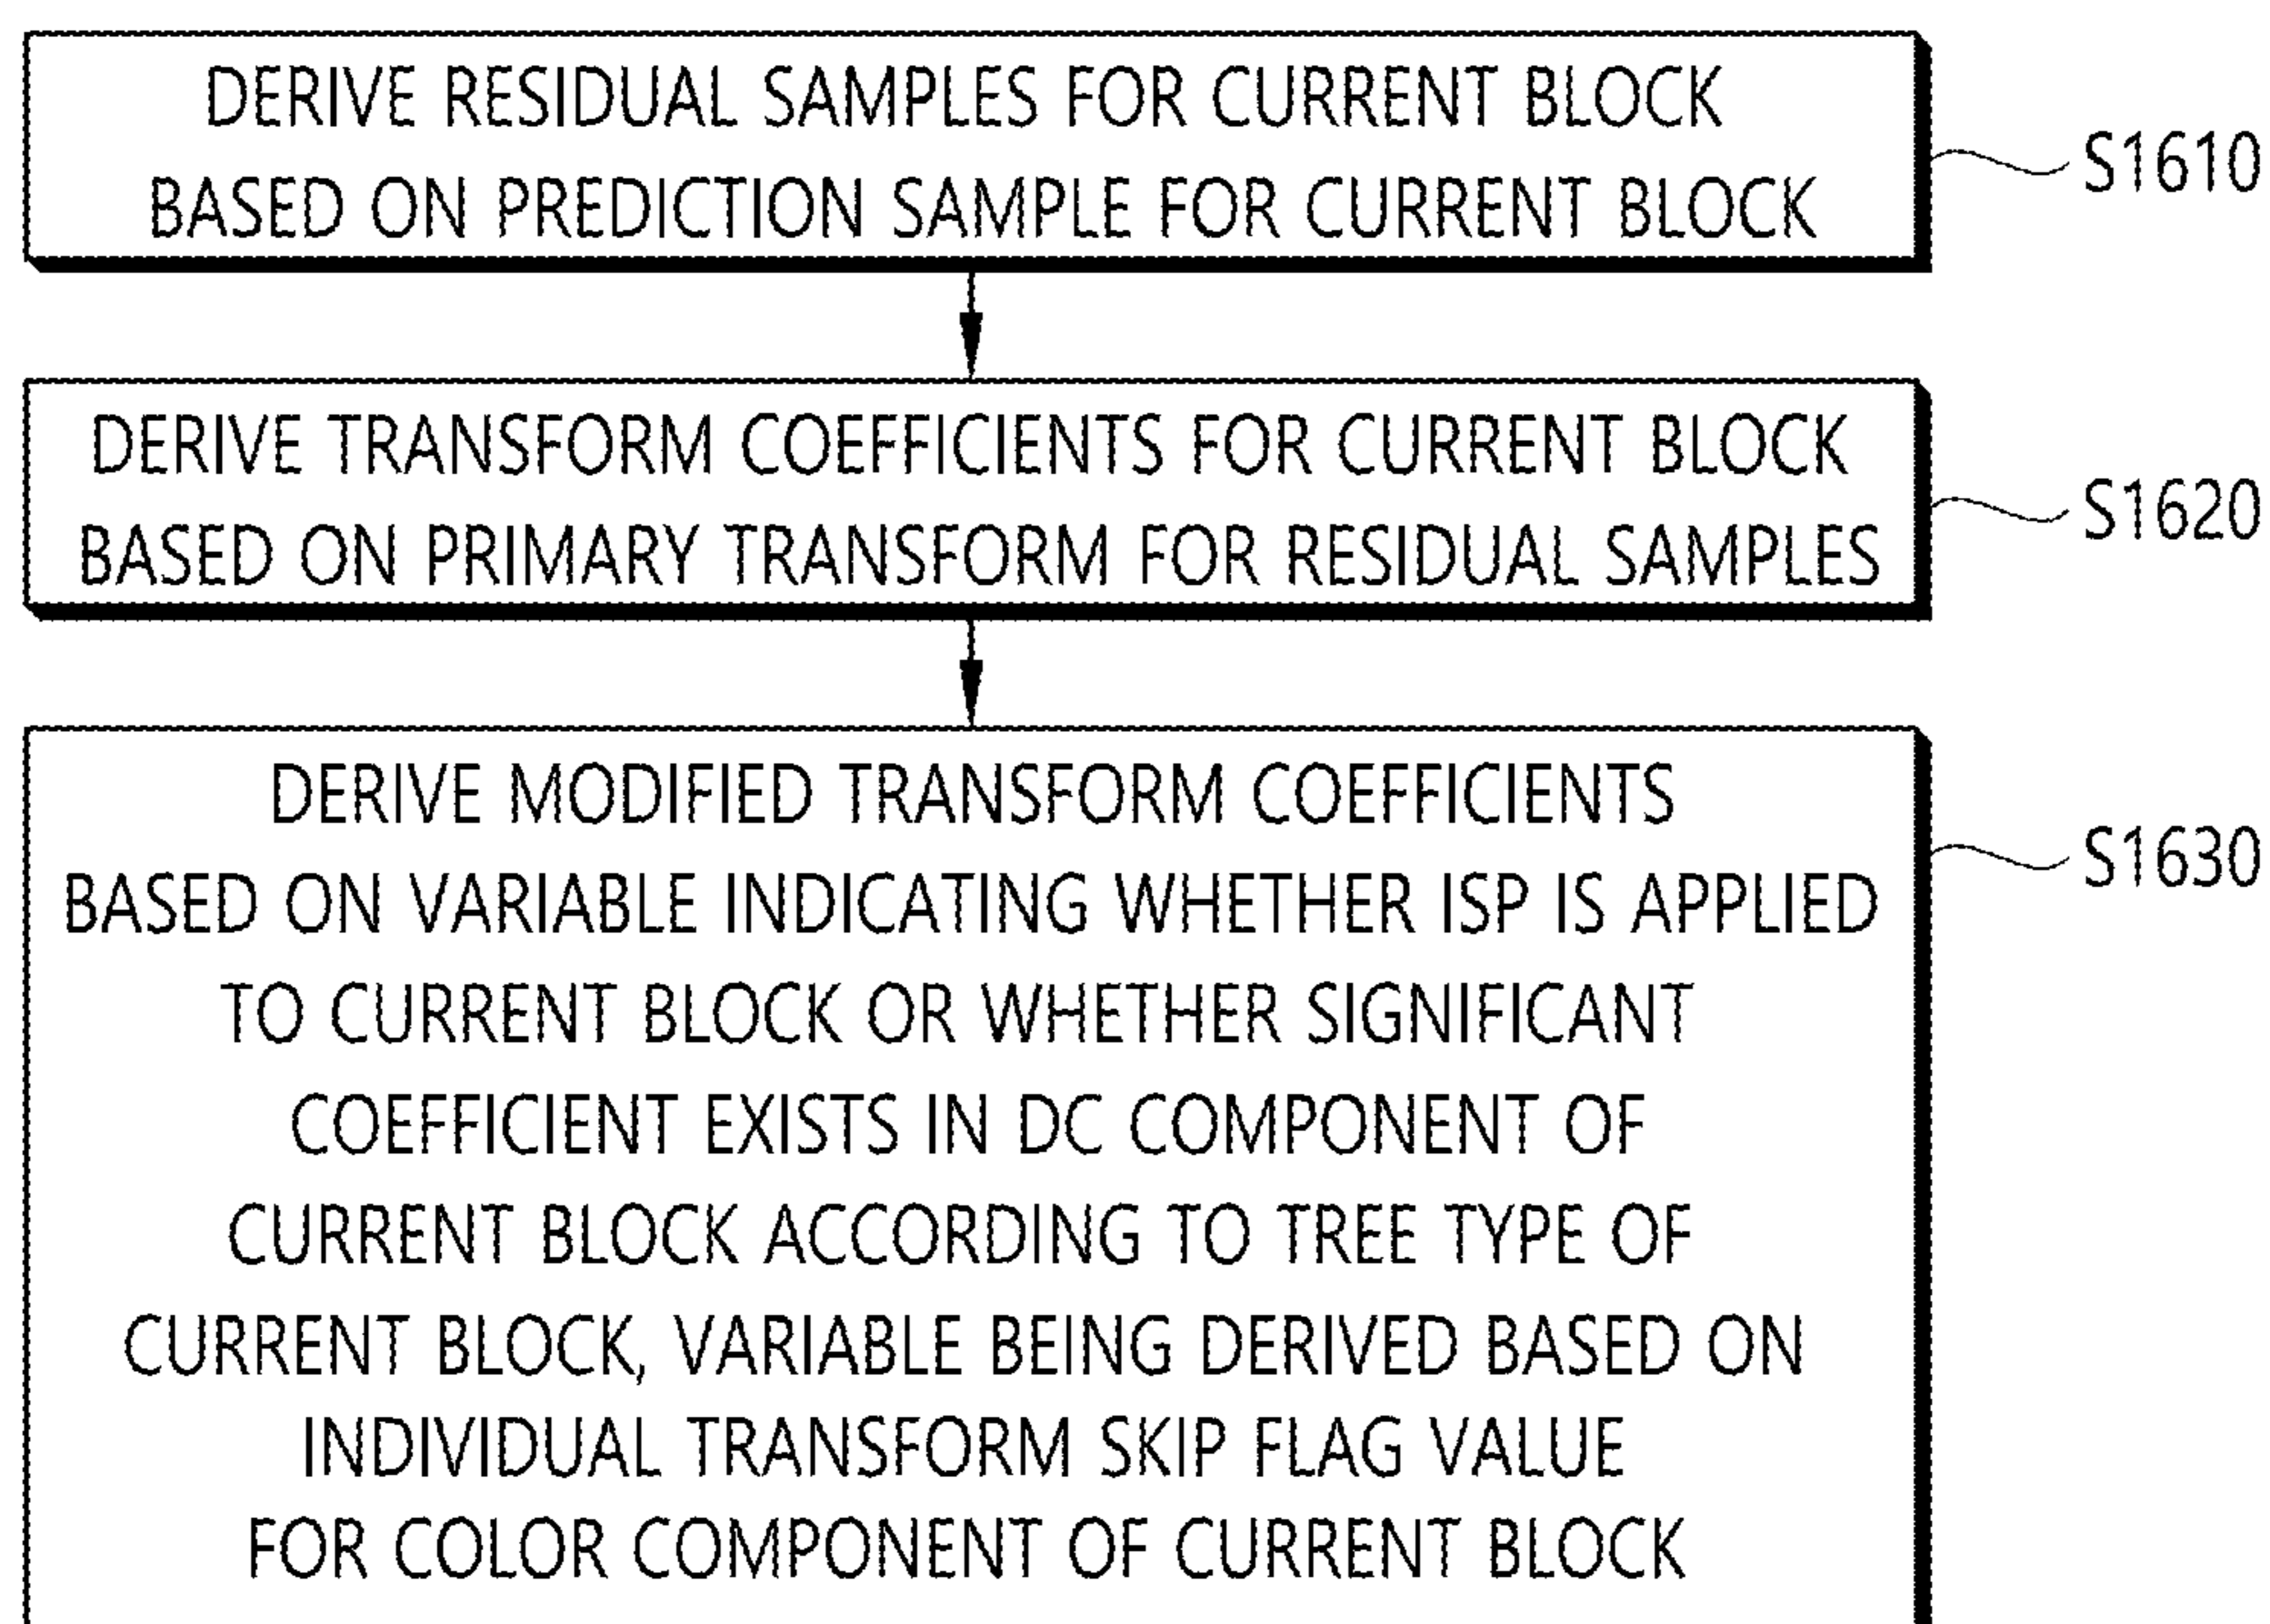 DERIVE RESIDUAL SAMPLES FOR CURRENT BLOCK
BASED ON PREDICTION SAMPLE FOR CURRENT BLOCK
S1610
DERIVE TRANSFORM COEFFICIENTS FOR CURRENT BLOCK
BASED ON PRIMARY TRANSFORM FOR RESIDUAL SAMPLES
S1620
DERIVE MODIFIED TRANSFORM COEFFICIENTS
BASED ON VARIABLE INDICATING WHETHER ISP IS APPLIED
TO CURRENT BLOCK OR WHETHER SIGNIFICANT
COEFFICIENT EXISTS IN DC COMPONENT OF
CURRENT BLOCK ACCORDING TO TREE TYPE OF
CURRENT BLOCK, VARIABLE BEING DERIVED BASED ON
INDIVIDUAL TRANSFORM SKIP FLAG VALUE
FOR COLOR COMPONENT OF CURRENT BLOCK
S1630